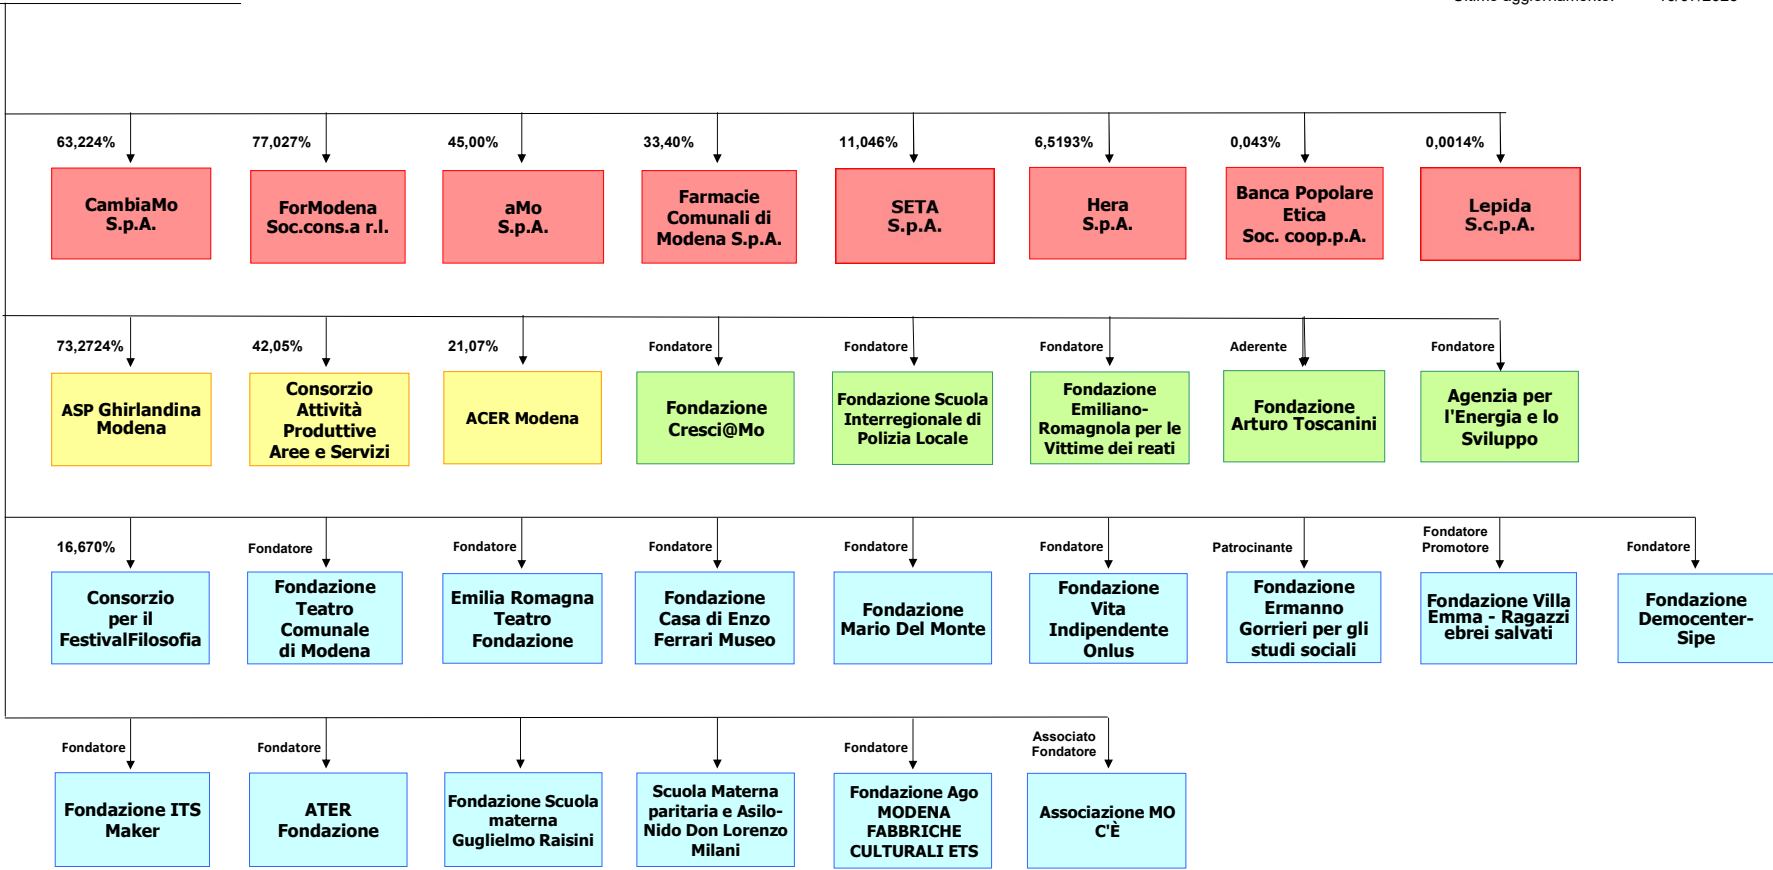 63,224%
77,027%
45,00%
33,40%
11,046%
6,5193%
0,043%
0,0014%
CambiaMo
S.p.A.
ForModena
Soc.cons.a r.l.
aMo
S.p.A.
Farmacie
Comunali di
Modena S.p.A.
SETA
S.p.A.
Hera
S.p.A.
Banca Popolare
Etica
Soc. coop.p.A.
Lepida
S.c.p.A.
73,2724%
42,05%
21,07%
Fondatore
Fondatore
Fondatore
Aderente
Fondatore
ASP Ghirlandina
Modena
Consorzio
Attività
Produttive
Aree e Servizi
ACER Modena
Fondazione
Cresci@Mo
Fondazione Scuola
Interregionale di
Polizia Locale
Fondazione
Emiliano-
Romagnola per le
Vittime dei reati
Fondazione
Arturo Toscanini
Agenzia per
l'Energia e lo
Sviluppo
16,670%
Fondatore
Fondatore
Fondatore
Fondatore
Fondatore
Patrocinante
Fondatore
Promotore
Fondatore
Consorzio
per il
FestivalFilosofia
Fondazione
Teatro
Comunale
di Modena
Emilia Romagna
Teatro
Fondazione
Fondazione
Casa di Enzo
Ferrari Museo
Fondazione
Mario Del Monte
Fondazione
Vita
Indipendente
Onlus
Fondazione
Ermanno
Gorrieri per gli
studi sociali
Fondazione Villa
Emma - Ragazzi
ebrei salvati
Fondazione
Democenter-
Sipe
Fondatore
Fondatore
Fondatore
Associato
Fondatore
Fondazione ITS
Maker
ATER
Fondazione
Fondazione Scuola
materna
Guglielmo Raisini
Scuola Materna
paritaria e Asilo-
Nido Don Lorenzo
Milani
Fondazione Ago
MODENA
FABBRICHE
CULTURALI ETS
Associazione MO
C'È